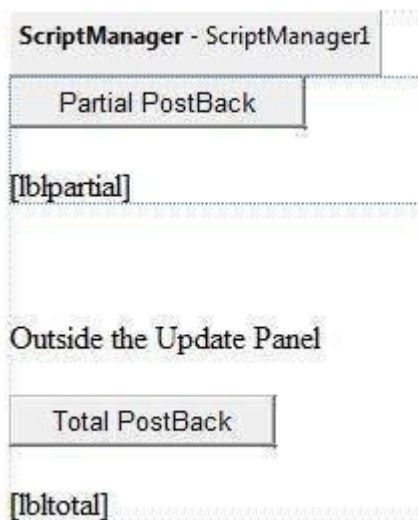 ScriptManager - ScriptManager1
Partial PostBack
[lblpartial]
Outside the Update Panel
Total PostBack
[lbltotal]